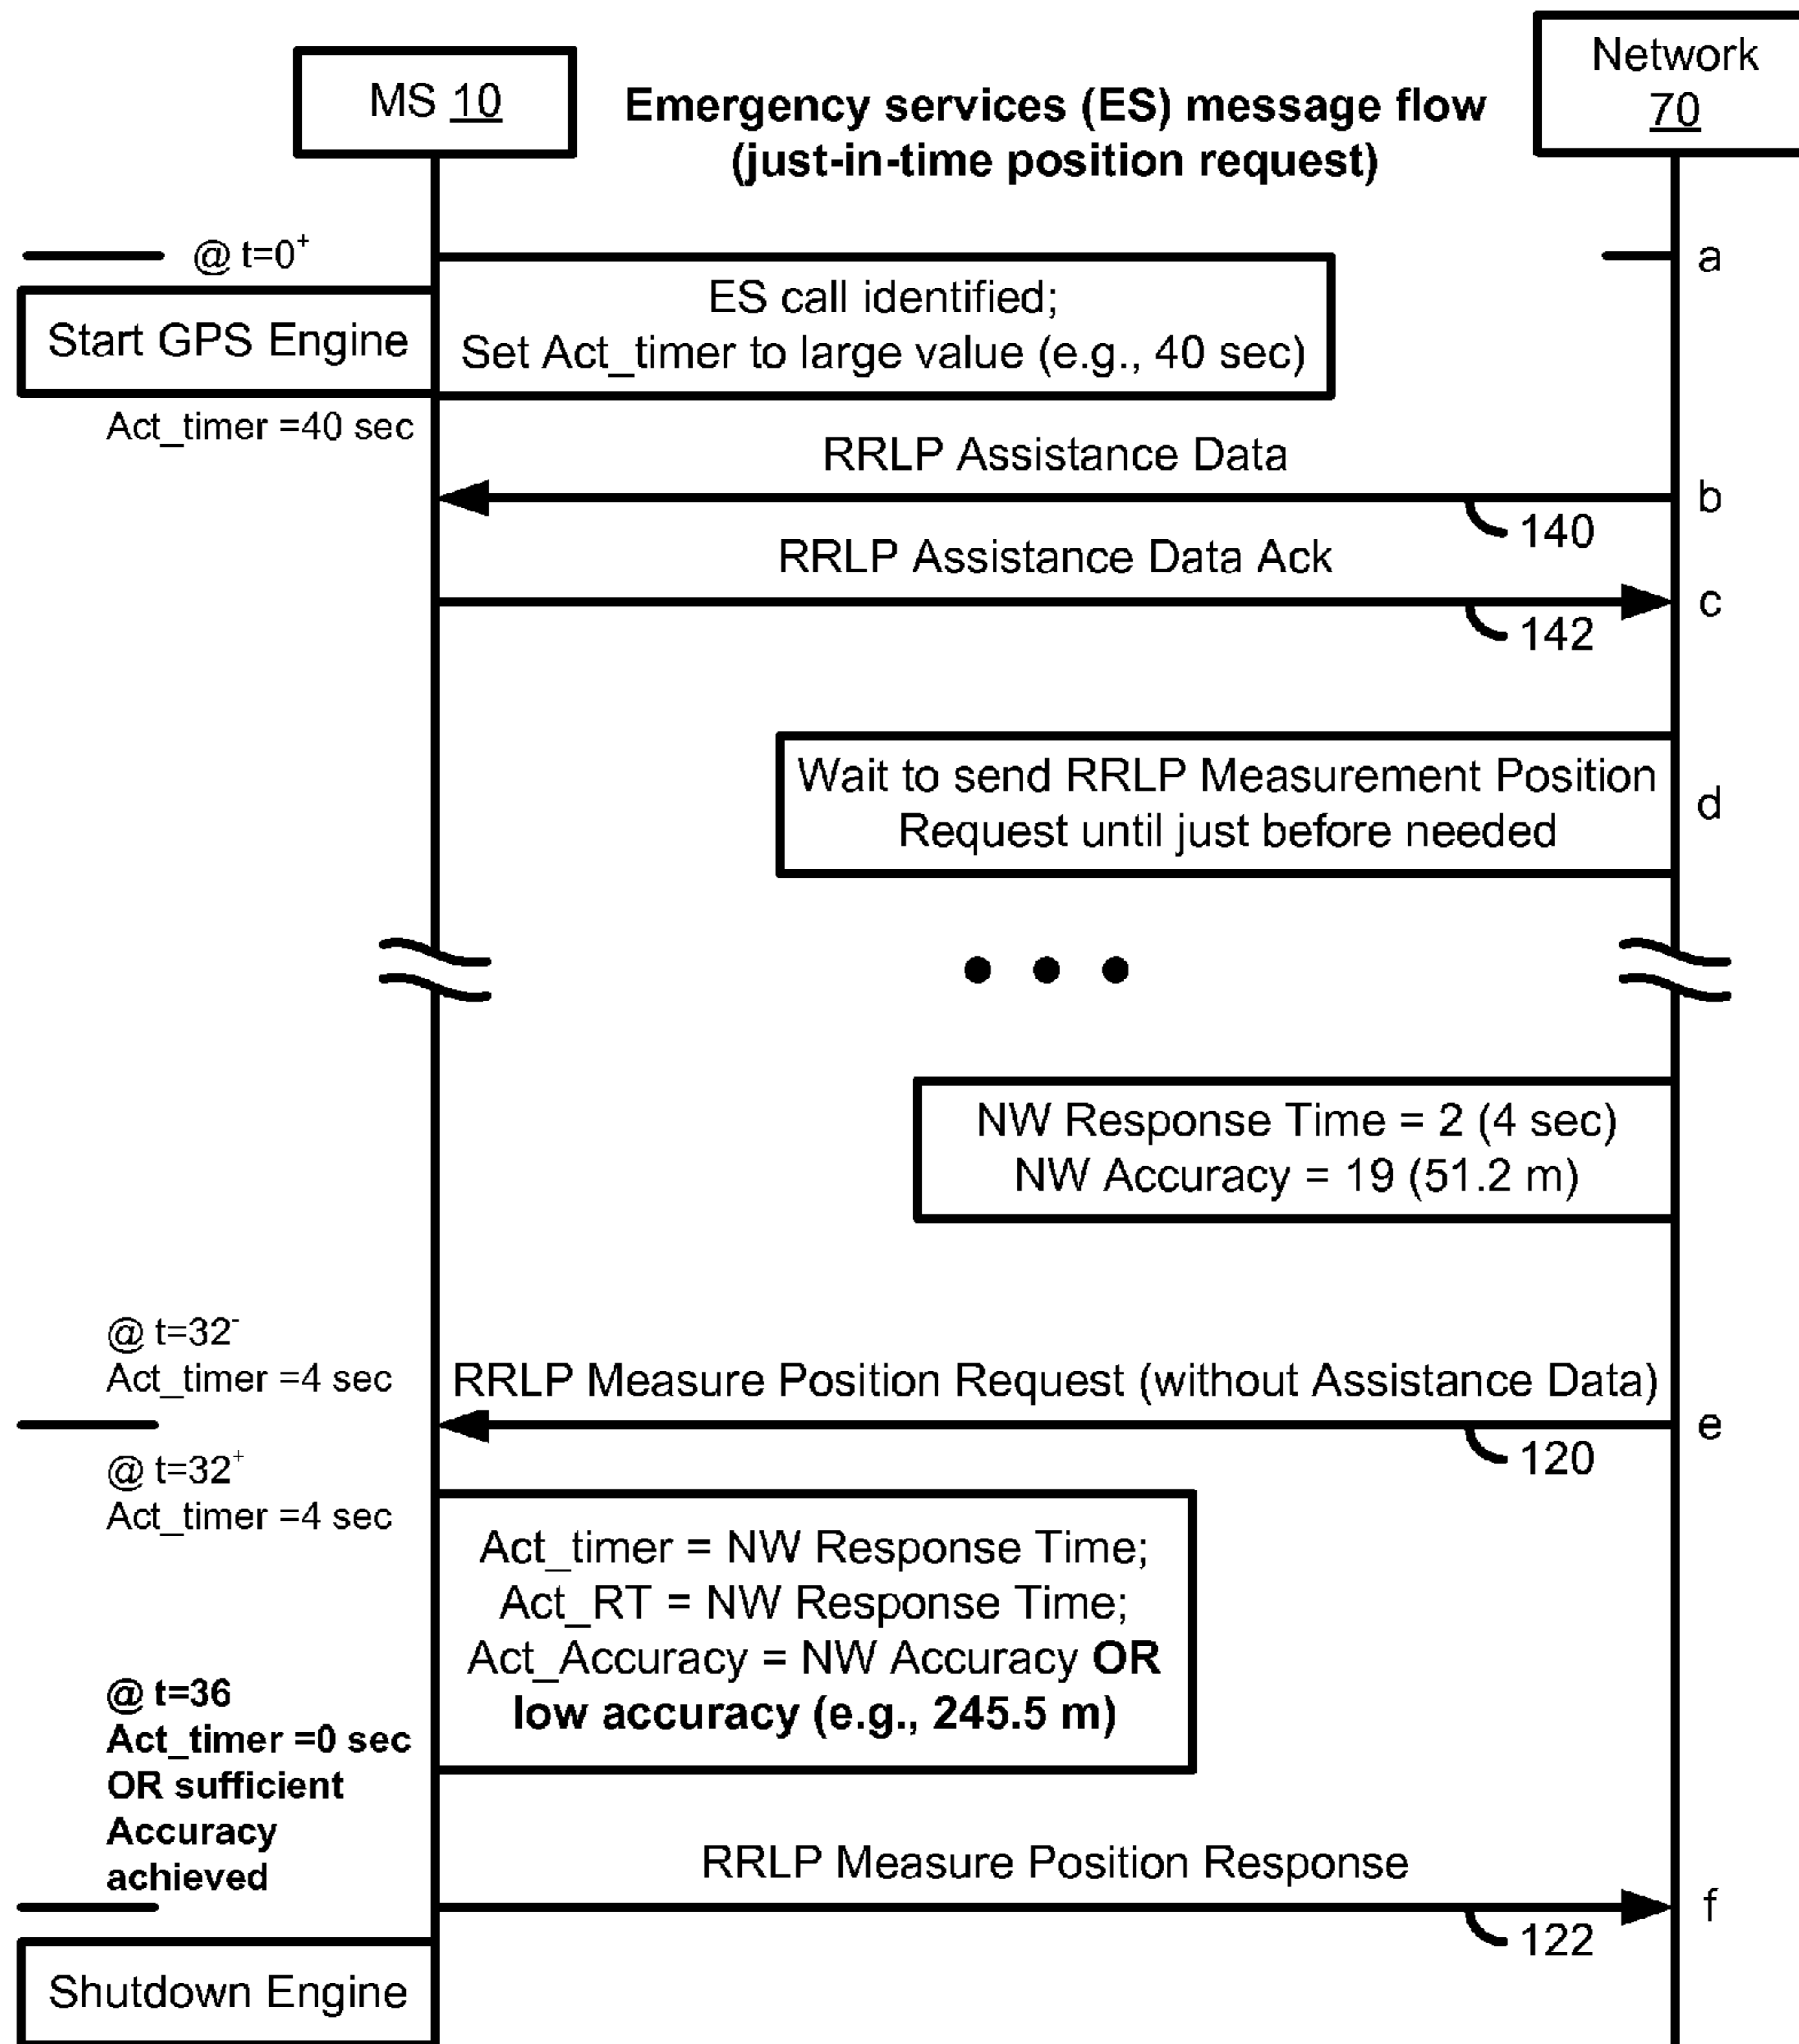 MS 10
Emergency services (ES) message flow
(just-in-time position request)
Network
70
@ t=0+
a
Start GPS Engine
ES call identified;
Set Act_timer to large value (e.g., 40 sec)
Act_timer =40 sec
RRLP Assistance Data
b
140
RRLP Assistance Data Ack
c
142
Wait to send RRLP Measurement Position
Request until just before needed
d
NW Response Time = 2 (4 sec)
NW Accuracy = 19 (51.2 m)
@ t=32-
Act_timer =4 sec
RRLP Measure Position Request (without Assistance Data)
e
120
@ t=32+
Act_timer =4 sec
Act_timer = NW Response Time;
Act_RT = NW Response Time;
Act_Accuracy = NW Accuracy OR
low accuracy (e.g., 245.5 m)
@ t=36
Act_timer =0 sec
OR sufficient
Accuracy
achieved
RRLP Measure Position Response
f
122
Shutdown Engine